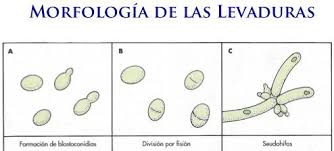 MORFOLOGÍA DE LAS LEVADURAS
A
B
C
Formación de blastoconidios
División por fisión
Seudohifas